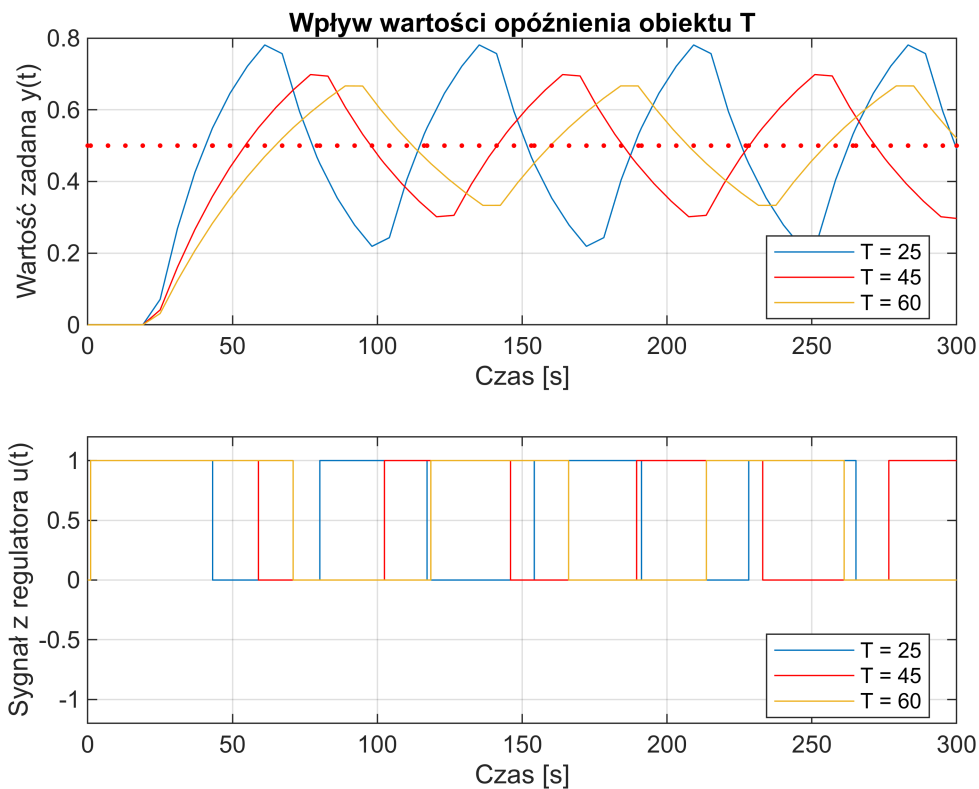 Wpływ wartości opóźnienia obiektu T
Wartość zadana y(t)
0.8
0.6
0.4
0.2
0
0 50 100 150 200 250 300
Czas [s]
T = 25
T = 45
T = 60
Sygnał z regulatora u(t)
1
0.5
0
-0.5
-1
0 50 100 150 200 250 300
Czas [s]
T = 25
T = 45
T = 60